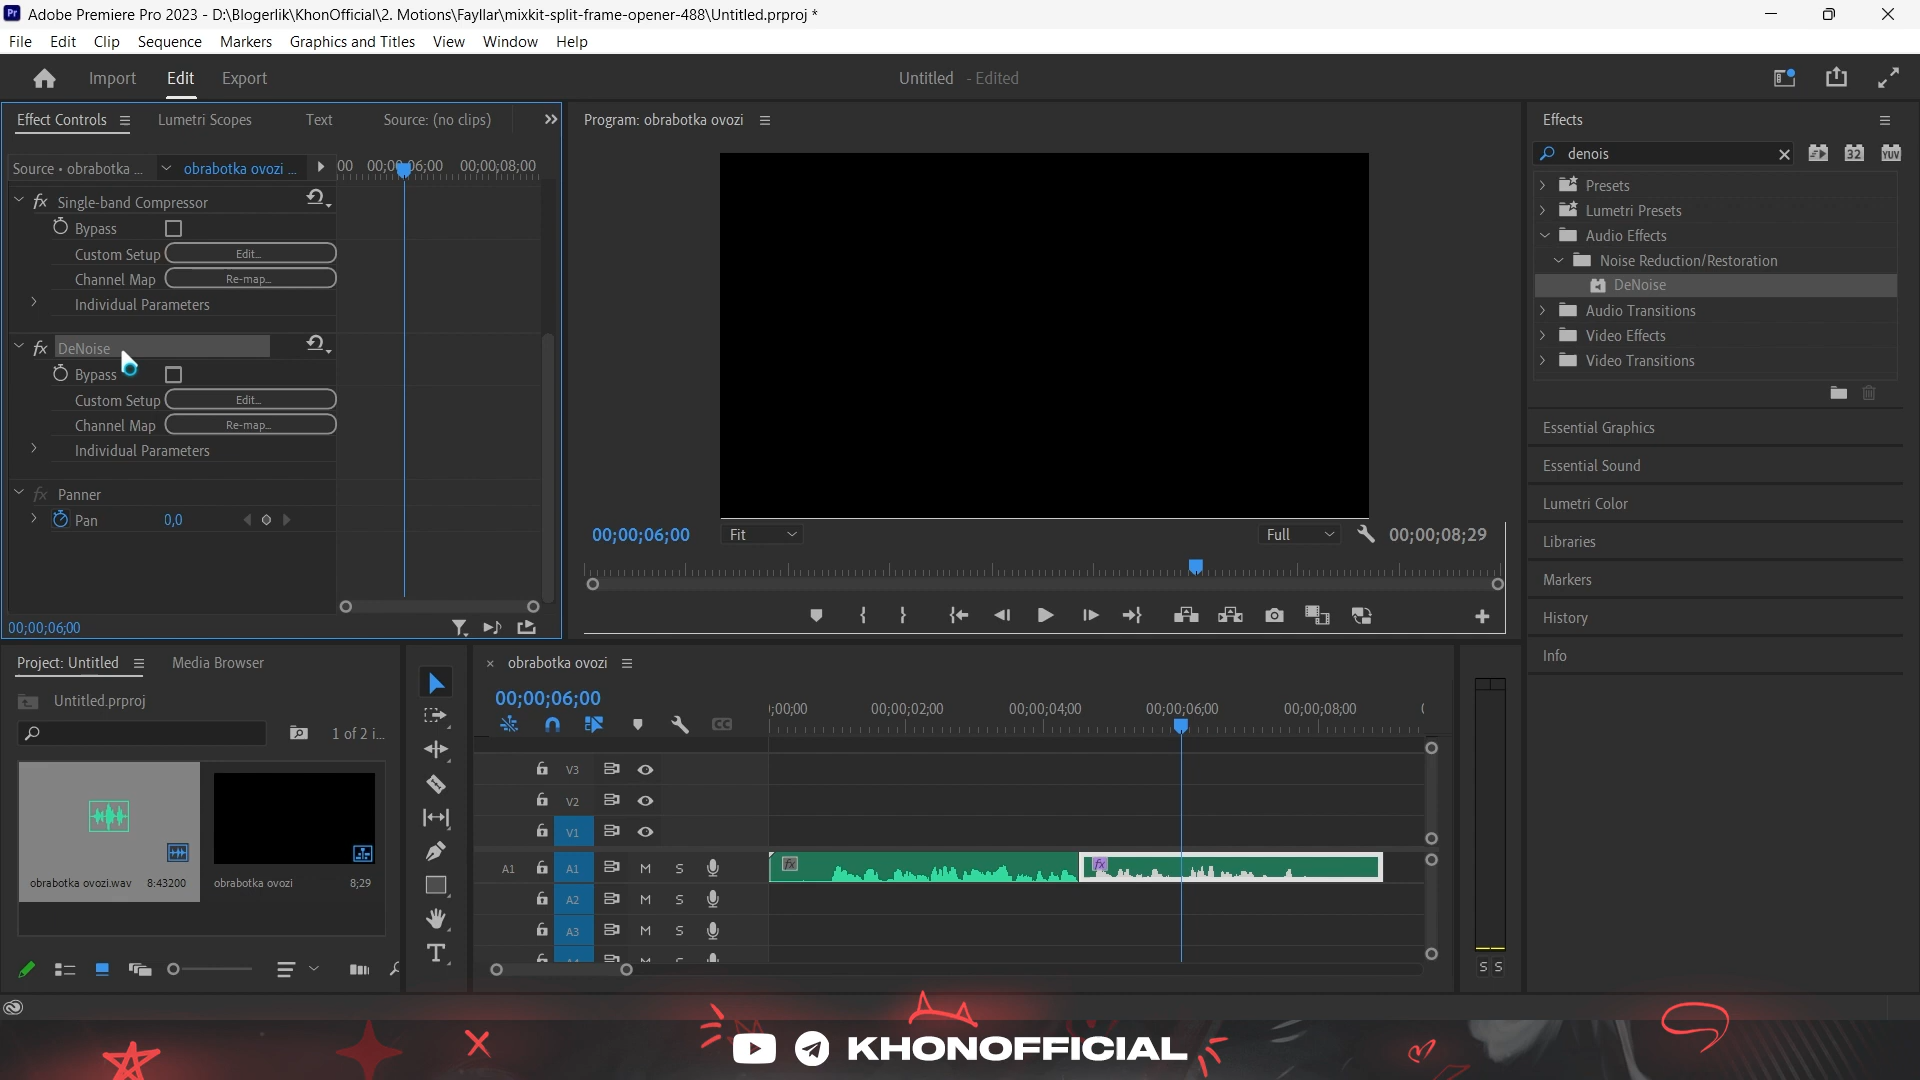 Adobe Premiere Pro 2023 - D:\Blogerlik\KhonOfficial\2. Motions\Fayllar\mixkit-split-frame-opener-488\Untitled.prproj *
File Edit Clip Sequence Markers Graphics and Titles View Window Help
Import Edit Export
Untitled - Edited
Effect Controls Lumetri Scopes Text Source: (no clips)
Source • obrabotka ... obrabotka ovozi ...
00 00;00;06;00 00;00;08;00
Single-band Compressor
Bypass
Custom Setup Edit...
Channel Map Re-map...
Individual Parameters
DeNoise
Bypass
Custom Setup Edit...
Channel Map Re-map...
Individual Parameters
Panner
Pan 0,0
00;00;06;00
Program: obrabotka ovozi
00;00;06;00 Fit Full 00;00;08;29
Effects
denois
32 YUV
Presets
Lumetri Presets
Audio Effects
Noise Reduction/Restoration
DeNoise
Audio Transitions
Video Effects
Video Transitions
Essential Graphics
Essential Sound
Lumetri Color
Libraries
Markers
History
Info
Project: Untitled Media Browser
Untitled.prproj
1 of 2 i...
obrabotka ovozi.wav 8:43200
obrabotka ovozi 8;29
× obrabotka ovozi
00;00;06;00
CC
;00;00 00;00;02;00 00;00;04;00 00;00;06;00 00;00;08;00
V3
V2
V1
A1 A1 M S
fx fx
A2 M S
A3 M S
S S
KHONOFFICIAL